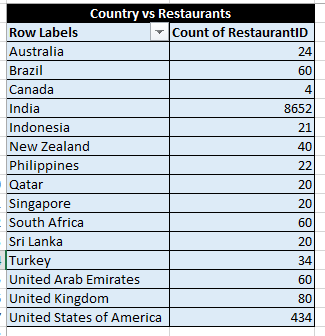 Country vs Restaurants
Row Labels Count of RestaurantID
Australia 24
Brazil 60
Canada 4
India 8652
Indonesia 21
New Zealand 40
Philippines 22
Qatar 20
Singapore 20
South Africa 60
Sri Lanka 20
Turkey 34
United Arab Emirates 60
United Kingdom 80
United States of America 434